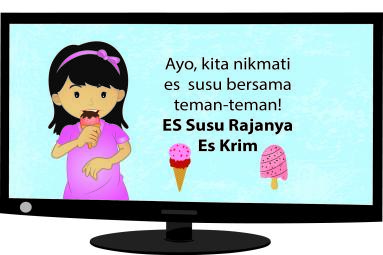 Ayo, kita nikmati
es susu bersama
teman-teman!
ES Susu Rajanya
Es Krim